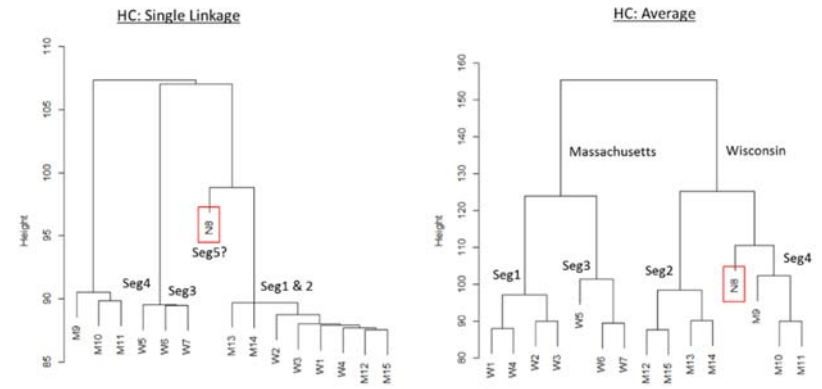 HC: Single Linkage
110
105
100
95
90
85
Height
N8
Seg5?
Seg4
Seg3
Seg1 & 2
M9
M10
M11
W5
W6
W7
M13
M14
W2
W3
W1
W4
M12
M15
HC: Average
160
150
140
130
120
110
100
90
80
Height
Massachusetts
Wisconsin
Seg1
Seg3
Seg2
Seg4
N8
W1
W4
W2
W3
W5
W6
W7
M12
M15
M13
M14
M9
M10
M11